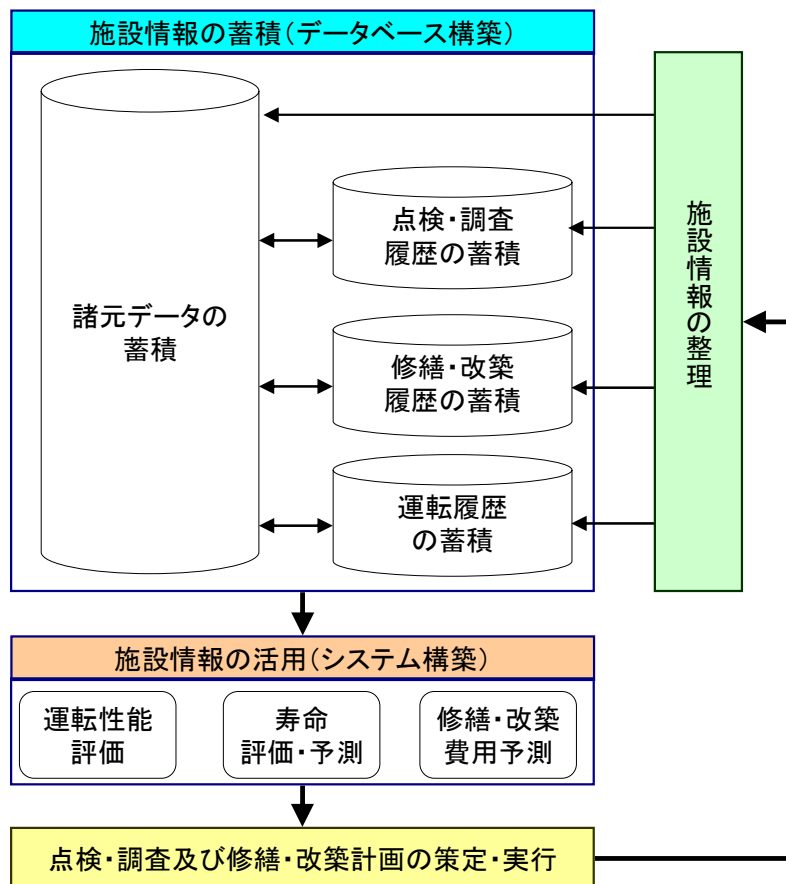 施設情報の蓄積(データベース構築)
諸元データの
蓄積
点検・調査
履歴の蓄積
修繕・改築
履歴の蓄積
運転履歴
の蓄積
施設情報の整理
施設情報の活用(システム構築)
運転性能
評価
寿命
評価・予測
修繕・改築
費用予測
点検・調査及び修繕・改築計画の策定・実行